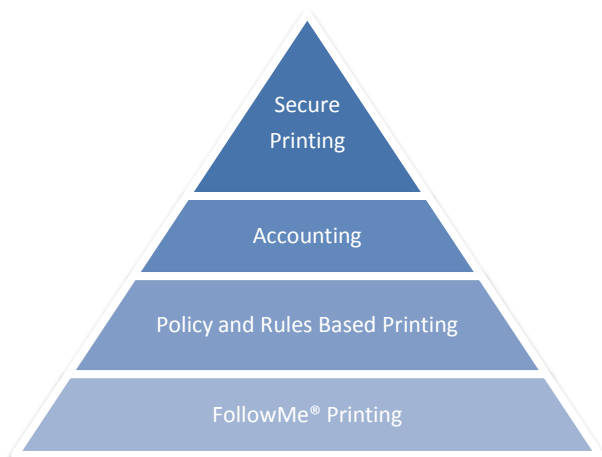 Secure
Printing
Accounting
Policy and Rules Based Printing
FollowMe® Printing